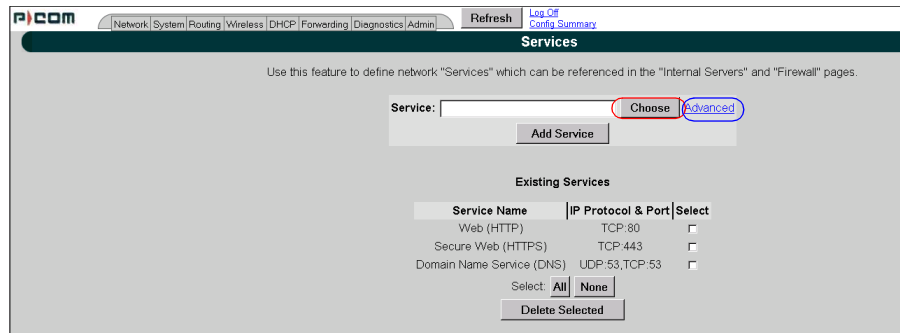 P)COM
Network System Routing Wireless DHCP Forwarding Diagnostics Admin
Refresh
Log Off
Config Summary
Services
Use this feature to define network "Services" which can be referenced in the "Internal Servers" and "Firewall" pages.
Service: Choose Advanced
Add Service
Existing Services
Service Name IP Protocol & Port Select
Web (HTTP) TCP:80
Secure Web (HTTPS) TCP:443
Domain Name Service (DNS) UDP:53,TCP:53
Select: All None
Delete Selected